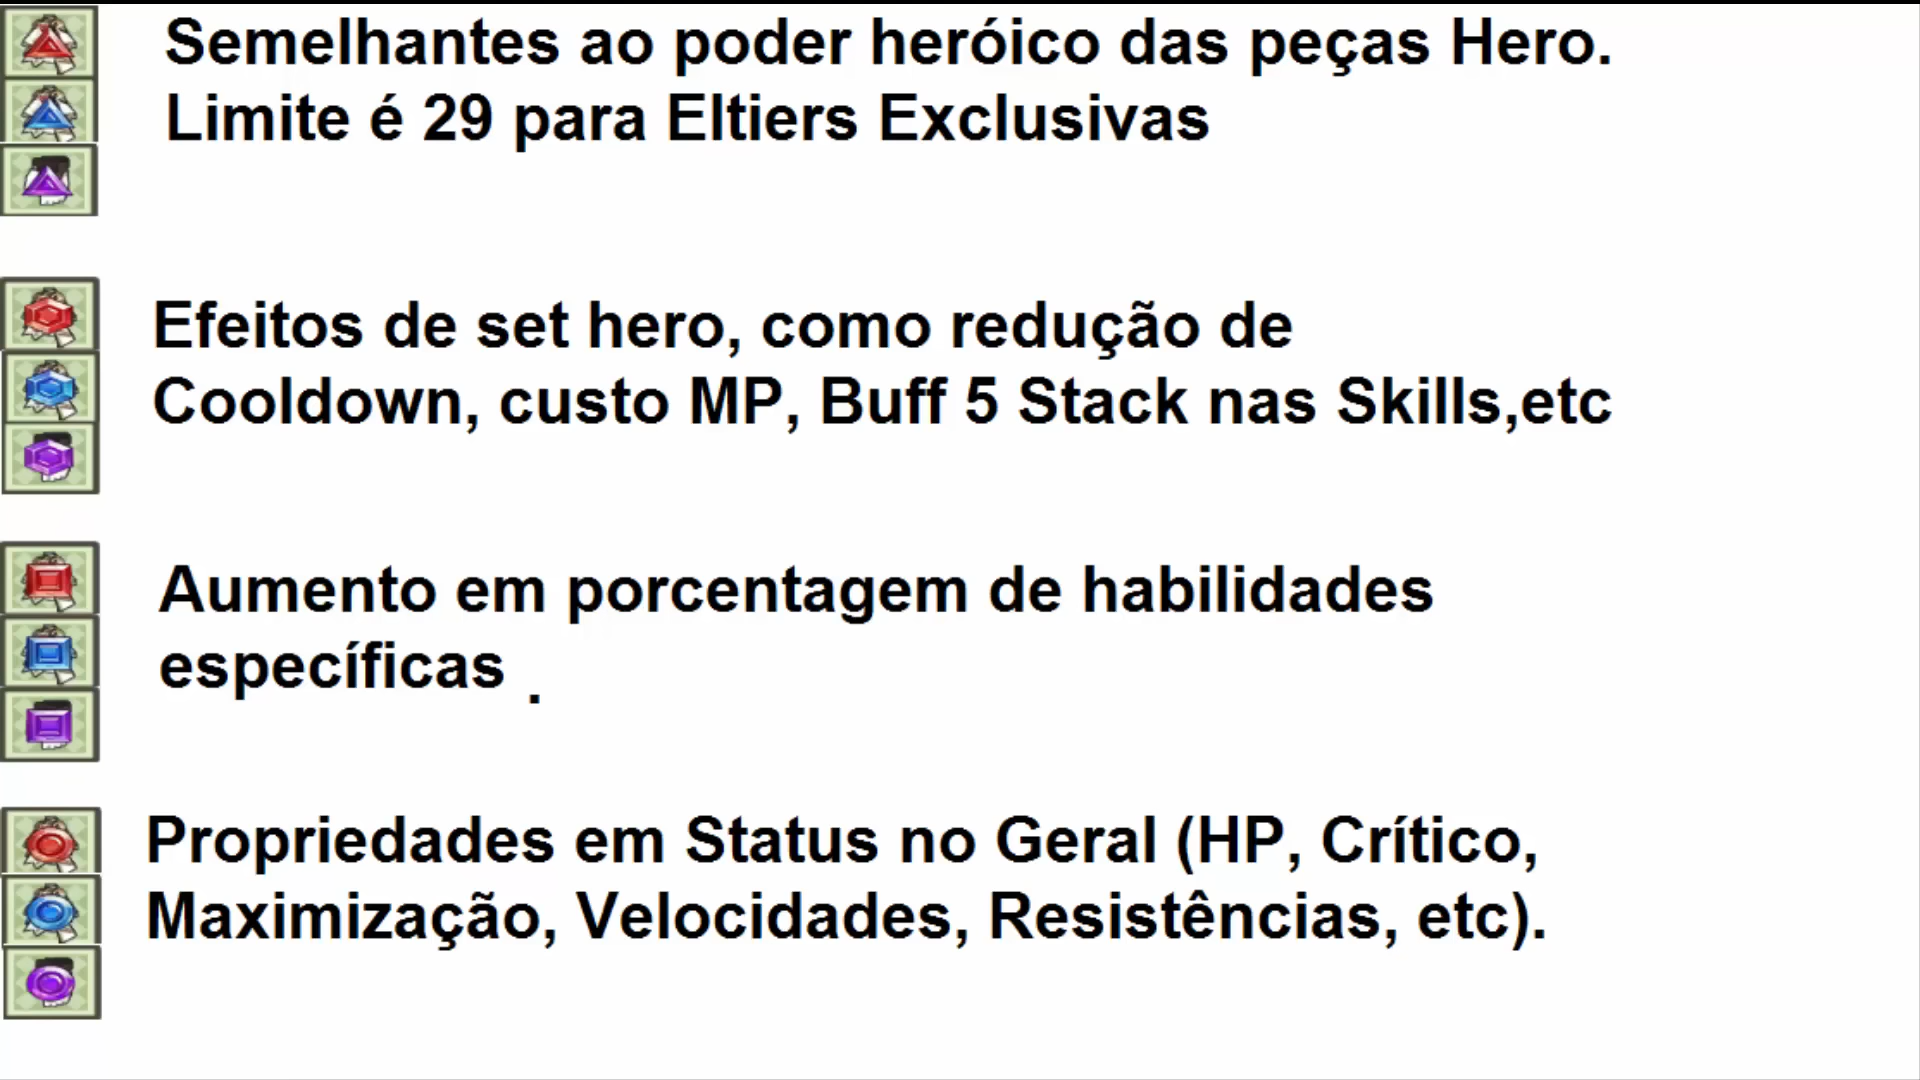 Semelhantes ao poder heróico das peças Hero.
Limite é 29 para Eltiers Exclusivas
Efeitos de set hero, como redução de
Cooldown, custo MP, Buff 5 Stack nas Skills,etc
Aumento em porcentagem de habilidades
específicas .
Propriedades em Status no Geral (HP, Crítico,
Maximização, Velocidades, Resistências, etc).